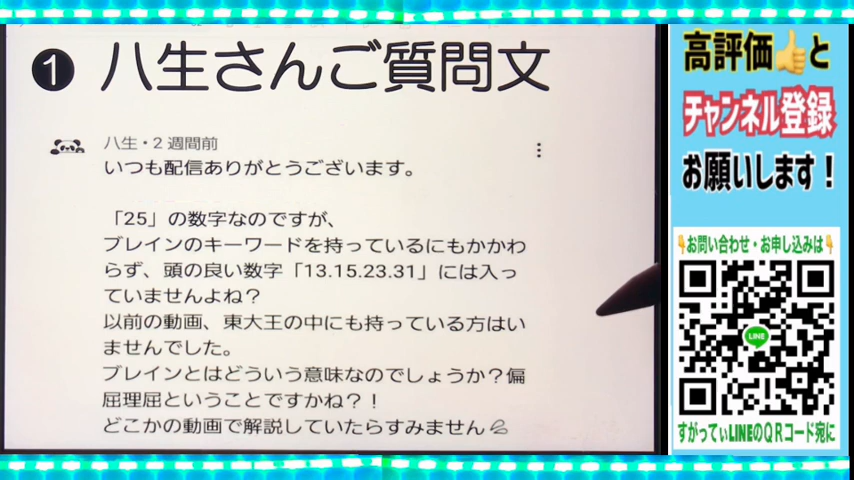 ❶ 八生さんご質問文
八生・2 週間前
いつも配信ありがとうございます。
「25」の数字なのですが、
ブレインのキーワードを持っているにもかかわ
らず、頭の良い数字「13.15.23.31」には入っ
ていませんよね？
以前の動画、東大王の中にも持っている方はい
ませんでした。
ブレインとはどういう意味なのでしょうか？偏
屈理屈ということですかね？！
どこかの動画で解説していたらすみません💦
高評価👍と
チャンネル登録
お願いします！
👇お問い合わせ・お申し込みは👇
LINE
すがってぃLINEのQRコード宛に